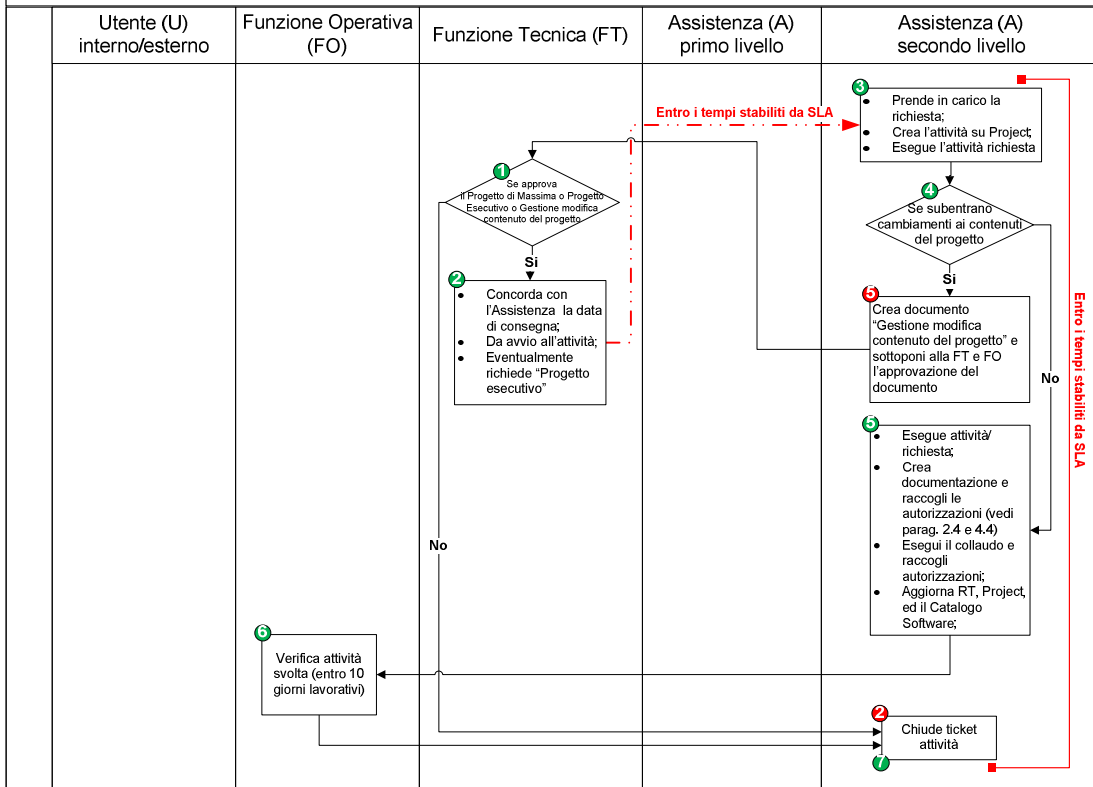 Utente (U)
interno/esterno
Funzione Operativa
(FO)
Funzione Tecnica (FT)
Assistenza (A)
primo livello
Assistenza (A)
secondo livello
Entro i tempi stabiliti da SLA
3
Prende in carico la
richiesta;
Crea l'attività su Project;
Esegue l'attività richiesta
1
Se approva
il Progetto di Massima o Progetto
Esecutivo o Gestione modifica
contenuto del progetto
4
Se subentrano
cambiamenti ai contenuti
del progetto
Si
Si
2
Concorda con
l'Assistenza la data
di consegna;
Da avvio all'attività;
Eventualmente
richiede “Progetto
esecutivo”
5
Crea documento
“Gestione modifica
contenuto del progetto” e
sottoponi alla FT e FO
l'approvazione del
documento
No
Entro i tempi stabiliti da SLA
5
Esegue attività/
richiesta;
Crea
documentazione e
raccogli le
autorizzazioni (vedi
parag. 2.4 e 4.4)
Esegui il collaudo e
raccogli
autorizzazioni;
Aggiorna RT, Project,
ed il Catalogo
Software;
No
6
Verifica attività
svolta (entro 10
giorni lavorativi)
2
Chiude ticket
attività
7